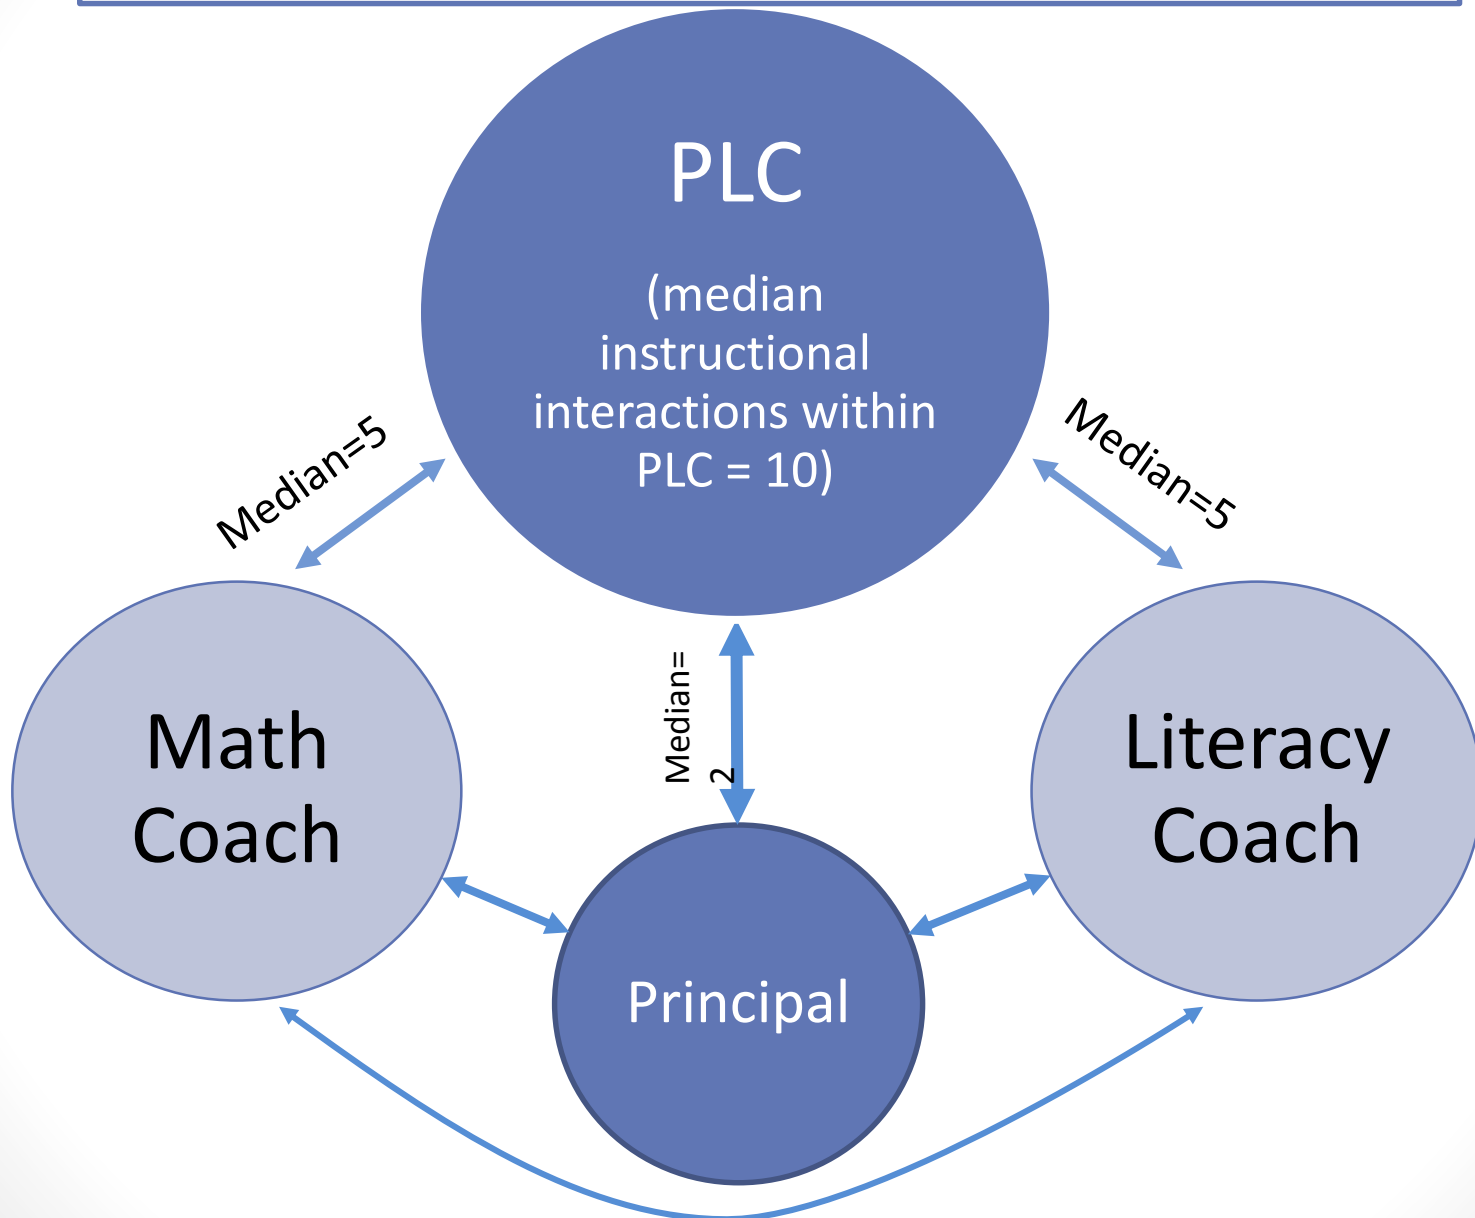 PLC
(median
instructional
interactions within
PLC = 10)
Median=5
Median=5
Median=
2
Math
Coach
Literacy
Coach
Principal